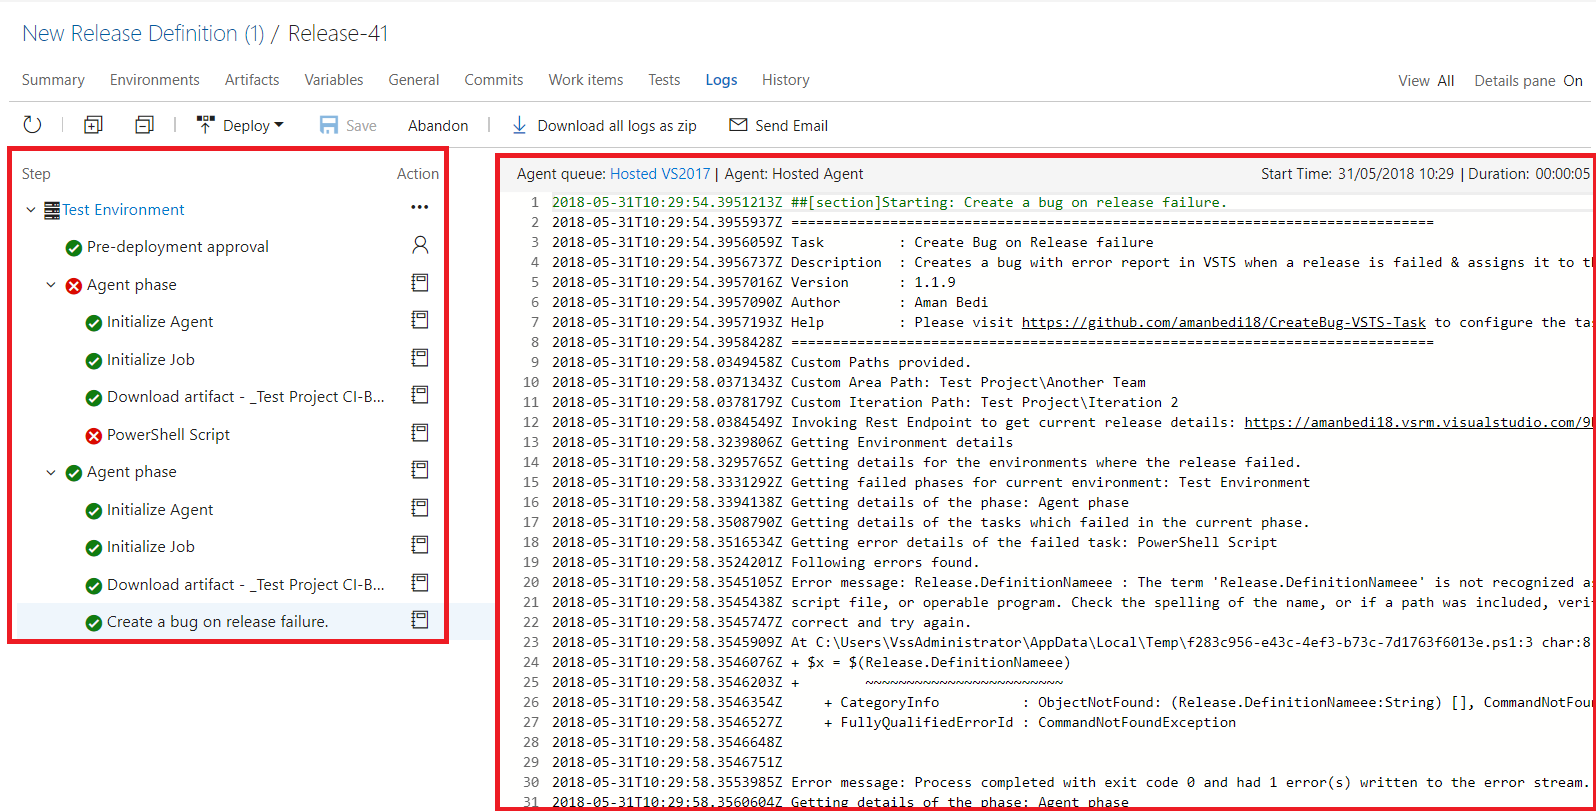 New Release Definition (1) / Release-41
Summary Environments Artifacts Variables General Commits Work items Tests Logs History View All Details pane On
Deploy Save Abandon Download all logs as zip Send Email
Step Action
Test Environment ...
Pre-deployment approval
Agent phase
Initialize Agent
Initialize Job
Download artifact - _Test Project CI-B...
PowerShell Script
Agent phase
Initialize Agent
Initialize Job
Download artifact - _Test Project CI-B...
Create a bug on release failure.
Agent queue: Hosted VS2017 | Agent: Hosted Agent Start Time: 31/05/2018 10:29 | Duration: 00:00:05
1 2018-05-31T10:29:54.3951213Z ##[section]Starting: Create a bug on release failure.
2 2018-05-31T10:29:54.3955937Z ==============================================================================
3 2018-05-31T10:29:54.3956059Z Task : Create Bug on Release failure
4 2018-05-31T10:29:54.3956737Z Description : Creates a bug with error report in VSTS when a release is failed & assigns it to th
5 2018-05-31T10:29:54.3957016Z Version : 1.1.9
6 2018-05-31T10:29:54.3957090Z Author : Aman Bedi
7 2018-05-31T10:29:54.3957193Z Help : Please visit https://github.com/amanbedi18/CreateBug-VSTS-Task to configure the ta
8 2018-05-31T10:29:54.3958428Z ==============================================================================
9 2018-05-31T10:29:58.0349458Z Custom Paths provided.
10 2018-05-31T10:29:58.0371343Z Custom Area Path: Test Project\Another Team
11 2018-05-31T10:29:58.0378179Z Custom Iteration Path: Test Project\Iteration 2
12 2018-05-31T10:29:58.0384549Z Invoking Rest Endpoint to get current release details: https://amanbedi18.vsrm.visualstudio.com/9
13 2018-05-31T10:29:58.3239806Z Getting Environment details
14 2018-05-31T10:29:58.3295765Z Getting details for the environments where the release failed.
15 2018-05-31T10:29:58.3331292Z Getting failed phases for current environment: Test Environment
16 2018-05-31T10:29:58.3394138Z Getting details of the phase: Agent phase
17 2018-05-31T10:29:58.3508790Z Getting details of the tasks which failed in the current phase.
18 2018-05-31T10:29:58.3516534Z Getting error details of the failed task: PowerShell Script
19 2018-05-31T10:29:58.3524201Z Following errors found.
20 2018-05-31T10:29:58.3545105Z Error message: Release.DefinitionNameee : The term 'Release.DefinitionNameee' is not recognized as
21 2018-05-31T10:29:58.3545438Z script file, or operable program. Check the spelling of the name, or if a path was included, veri
22 2018-05-31T10:29:58.3545747Z correct and try again.
23 2018-05-31T10:29:58.3545909Z At C:\Users\VssAdministrator\AppData\Local\Temp\f283c956-e43c-4ef3-b73c-7d1763f6013e.ps1:3 char:8
24 2018-05-31T10:29:58.3546076Z + $x = $(Release.DefinitionNameee)
25 2018-05-31T10:29:58.3546203Z + ~~~~~~~~~~~~~~~~~~~~~~~~
26 2018-05-31T10:29:58.3546354Z + CategoryInfo : ObjectNotFound: (Release.DefinitionNameee:String) [], CommandNotFou
27 2018-05-31T10:29:58.3546527Z + FullyQualifiedErrorId : CommandNotFoundException
28 2018-05-31T10:29:58.3546648Z
29 2018-05-31T10:29:58.3546751Z
30 2018-05-31T10:29:58.3553985Z Error message: Process completed with exit code 0 and had 1 error(s) written to the error stream.
31 2018-05-31T10:29:58.3560604Z Getting details of the phase: Agent phase